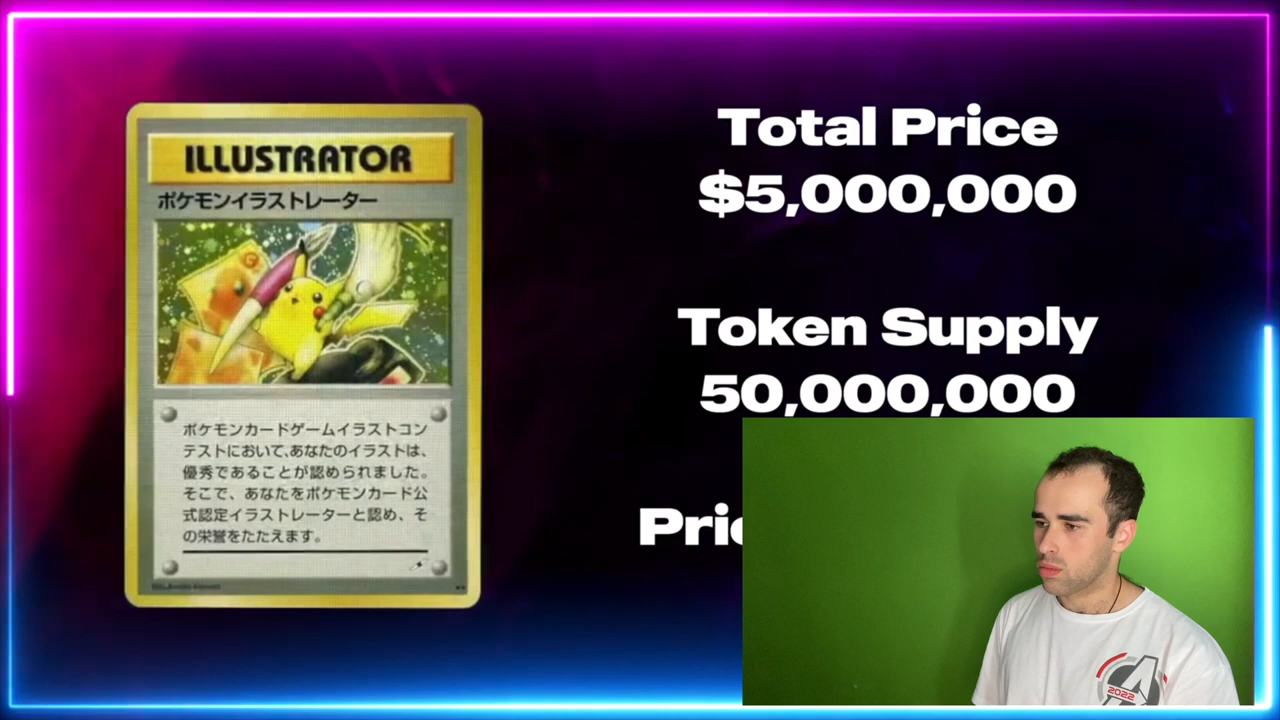 ILLUSTRATOR
ポケモンイラストレーター
ポケモンカードゲームイラストコン
テストにおいて、あなたのイラストは、
優秀であることが認められました。
そこで、あなたをポケモンカード公
式認定イラストレーターと認め、そ
の栄誉をたたえます。
Total Price
$5,000,000
Token Supply
50,000,000
Pric
2022